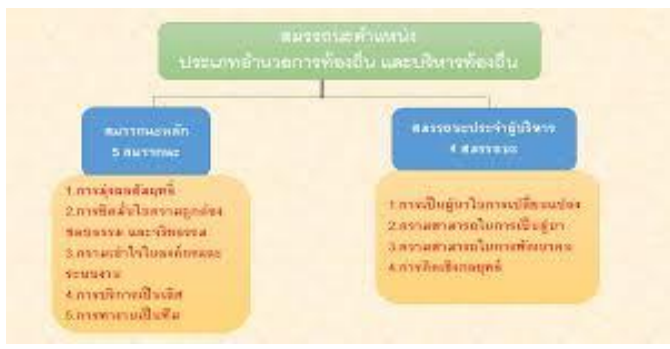 สมรรถนะตำแหน่ง
ประเภทอำนวยการท้องถิ่น และบริหารท้องถิ่น
สมรรถนะหลัก
5 สมรรถนะ
1.การมุ่งผลสัมฤทธิ์
2.การยึดมั่นในความถูกต้อง
ชอบธรรม และจริยธรรม
3.ความเข้าใจในองค์กรและ
ระบบงาน
4.การบริการเป็นเลิศ
5.การทำงานเป็นทีม
สมรรถนะประจำผู้บริหาร
4 สมรรถนะ
1.การเป็นผู้นำในการเปลี่ยนแปลง
2.ความสามารถในการเป็นผู้นำ
3.ความสามารถในการพัฒนาคน
4.การคิดเชิงกลยุทธ์